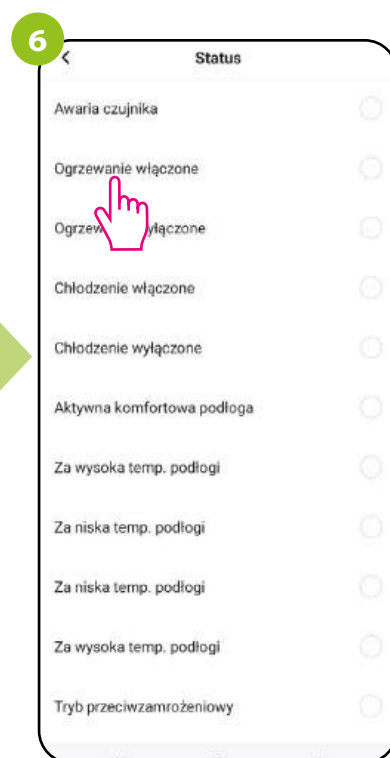 6
Status
Awaria czujnika
Ogrzewanie włączone
Ogrzew yłączone
Chłodzenie włączone
Chłodzenie wyłączone
Aktywna komfortowa podłoga
Za wysoka temp. podłogi
Za niska temp. podłogi
Za niska temp. podłogi
Za wysoka temp. podłogi
Tryb przeciwzamrożeniowy